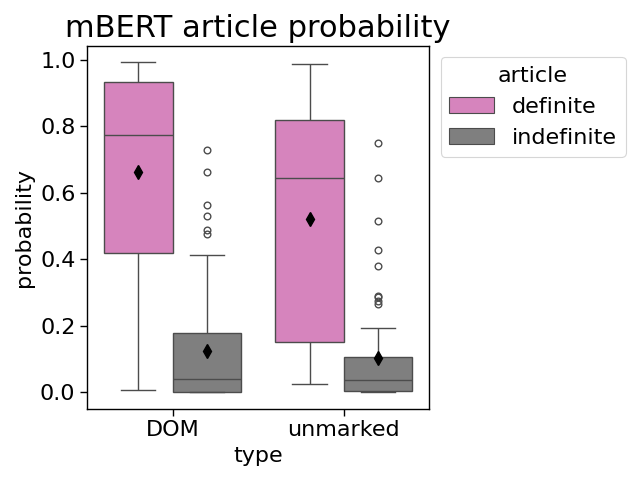 mBERT article probability
article
definite
indefinite
probability
1.0
0.8
0.6
0.4
0.2
0.0
DOM unmarked
type